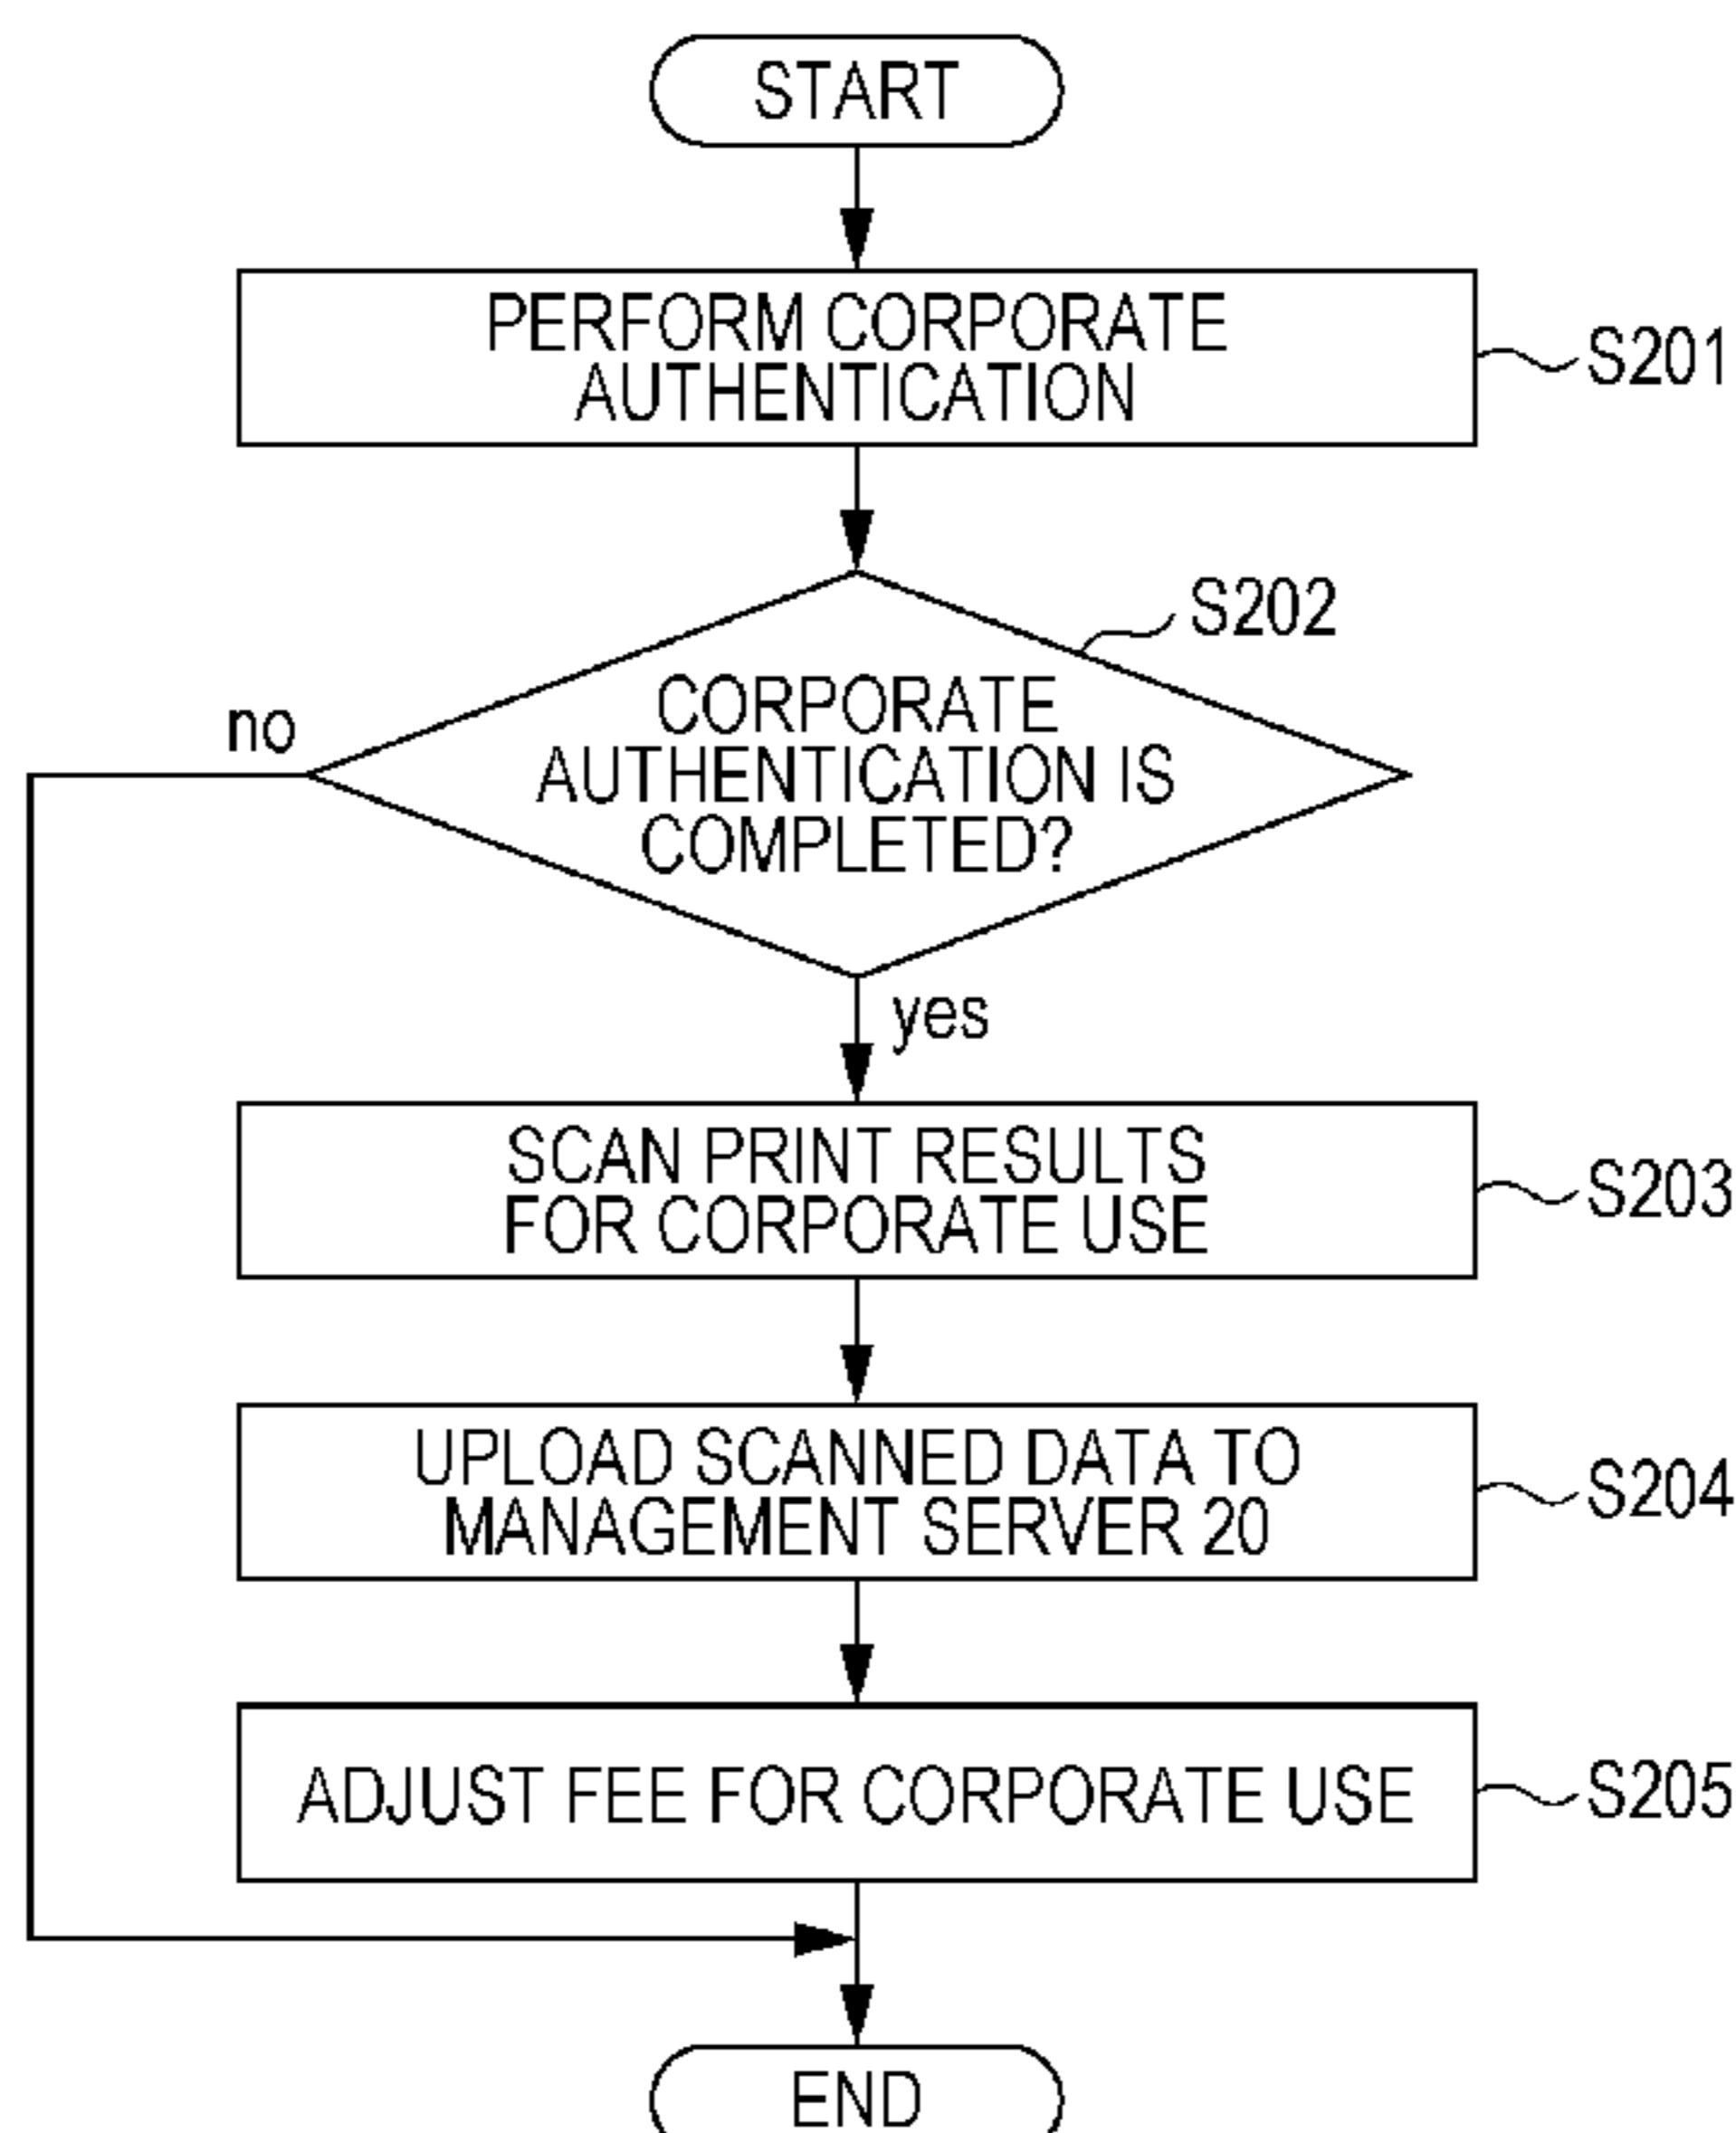 START
PERFORM CORPORATE
AUTHENTICATION
S201
S202
CORPORATE
AUTHENTICATION IS
COMPLETED?
no
yes
SCAN PRINT RESULTS
FOR CORPORATE USE
S203
UPLOAD SCANNED DATA TO
MANAGEMENT SERVER 20
S204
ADJUST FEE FOR CORPORATE USE
S205
END